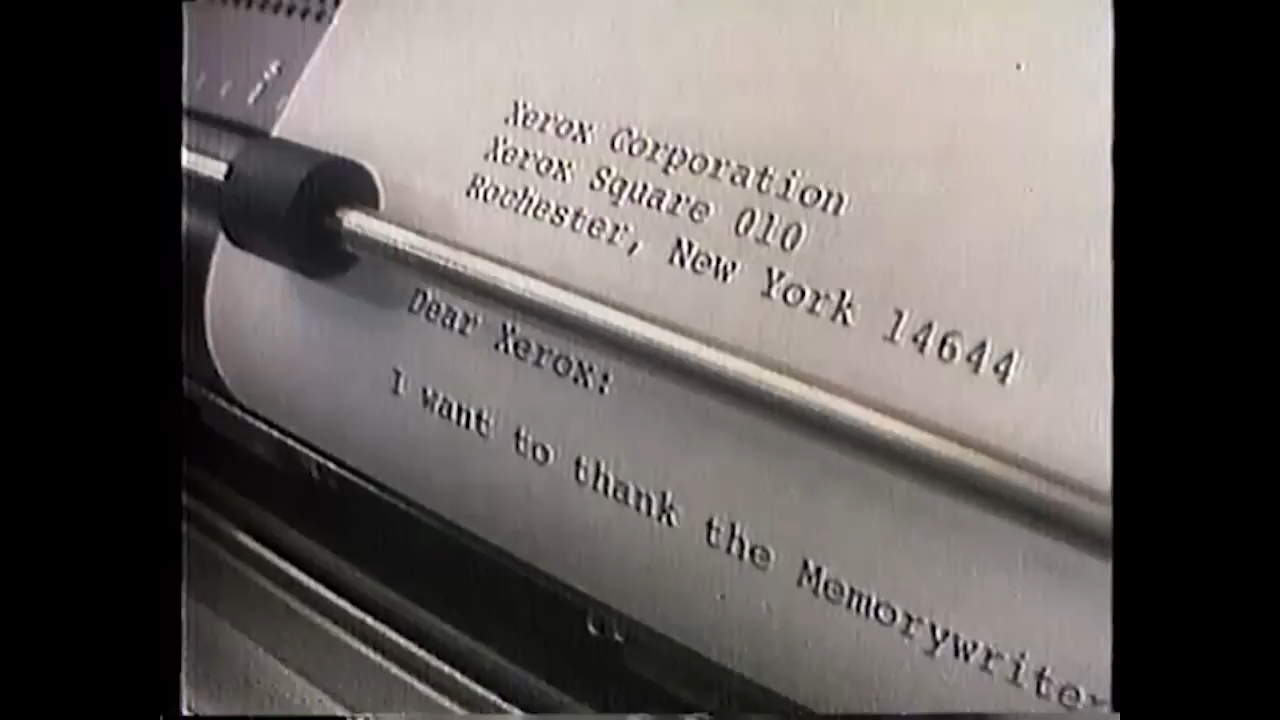 Xerox Corporation
Xerox Square 010
Rochester, New York 14644
Dear Xerox:
I want to thank the Memorywriter